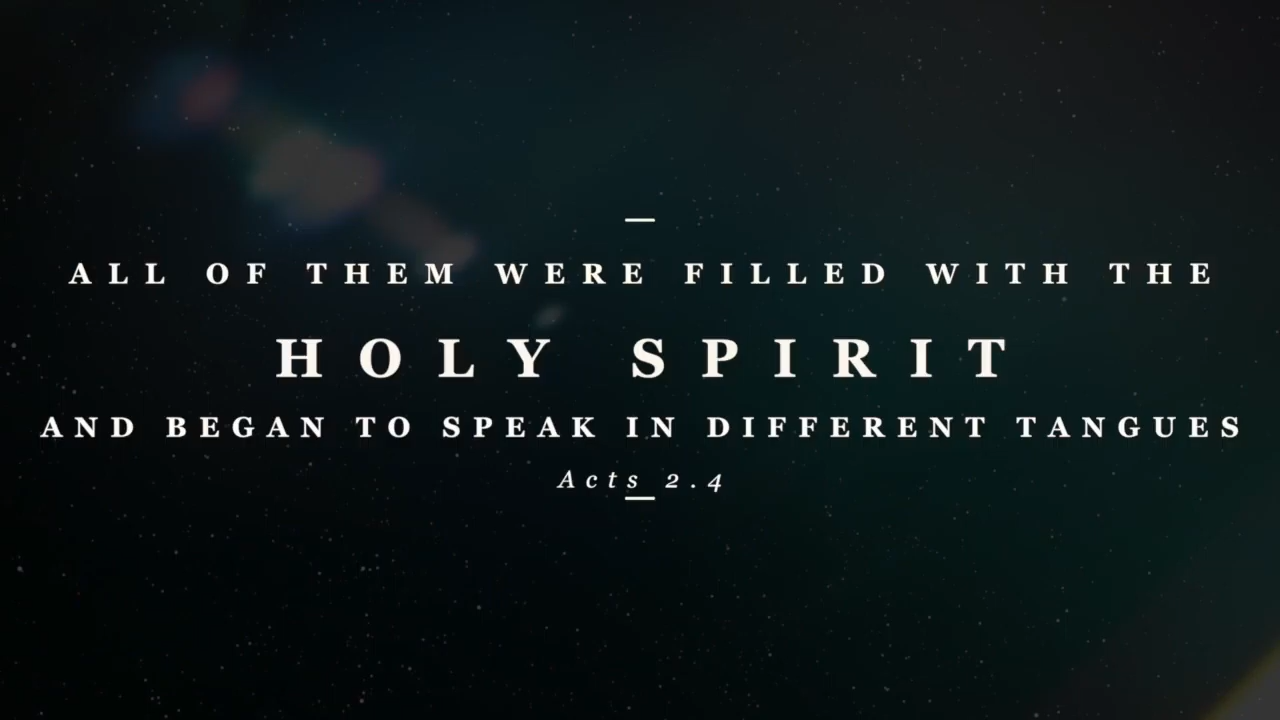 ALL OF THEM WERE FILLED WITH THE
HOLY SPIRIT
AND BEGAN TO SPEAK IN DIFFERENT TANGUES
Acts 2.4